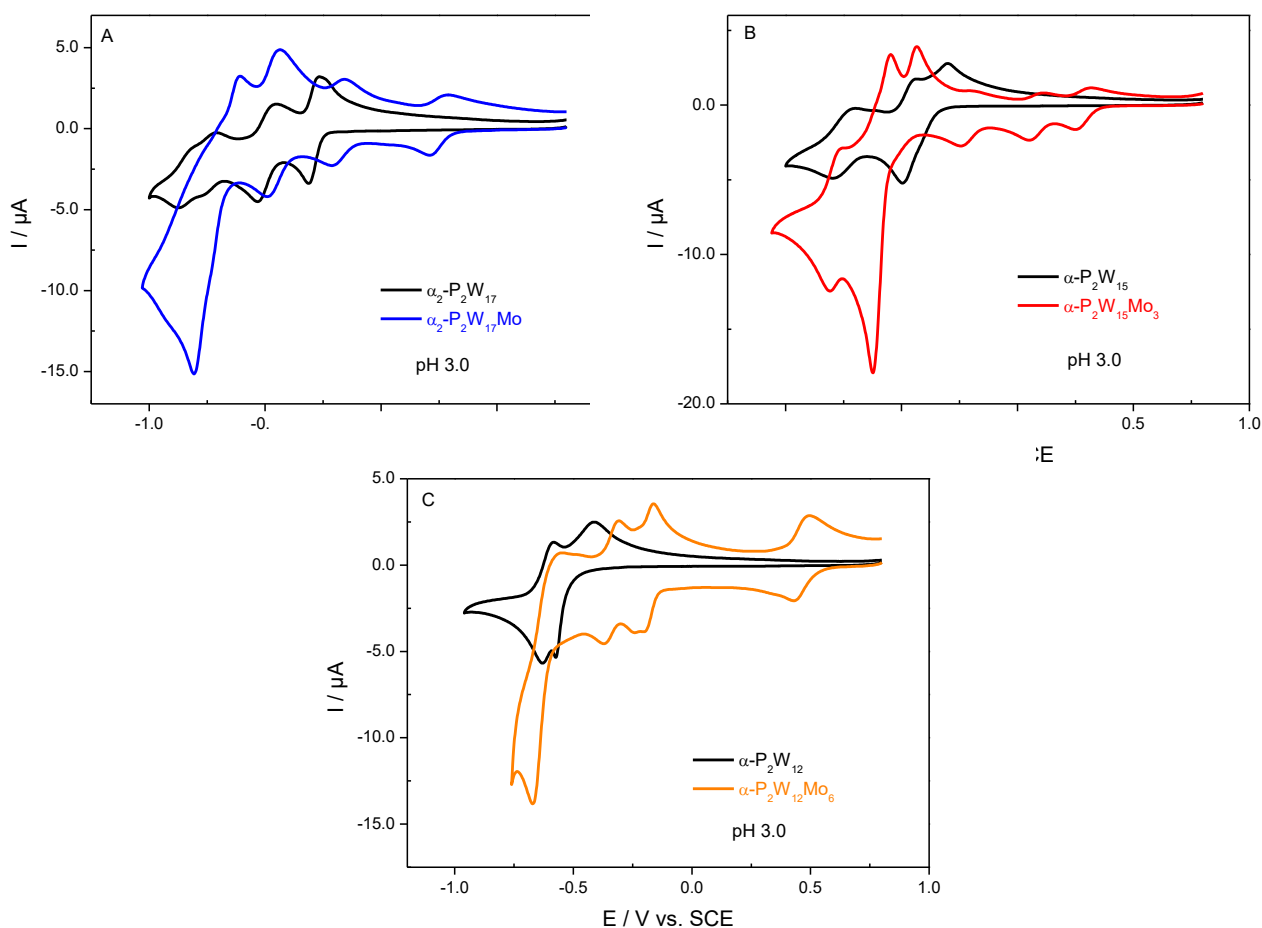 A
5.0
0.0
-5.0
-10.0
-15.0
I / µA
α₂-P₂W₁₇
α₂-P₂W₁₇Mo
pH 3.0
-1.0 -0.
B
0.0
-10.0
-20.0
I / µA
α-P₂W₁₅
α-P₂W₁₅Mo₃
pH 3.0
0.5 1.0
CE
C
5.0
0.0
-5.0
-10.0
-15.0
I / µA
α-P₂W₁₂
α-P₂W₁₂Mo₆
pH 3.0
-1.0 -0.5 0.0 0.5 1.0
E / V vs. SCE